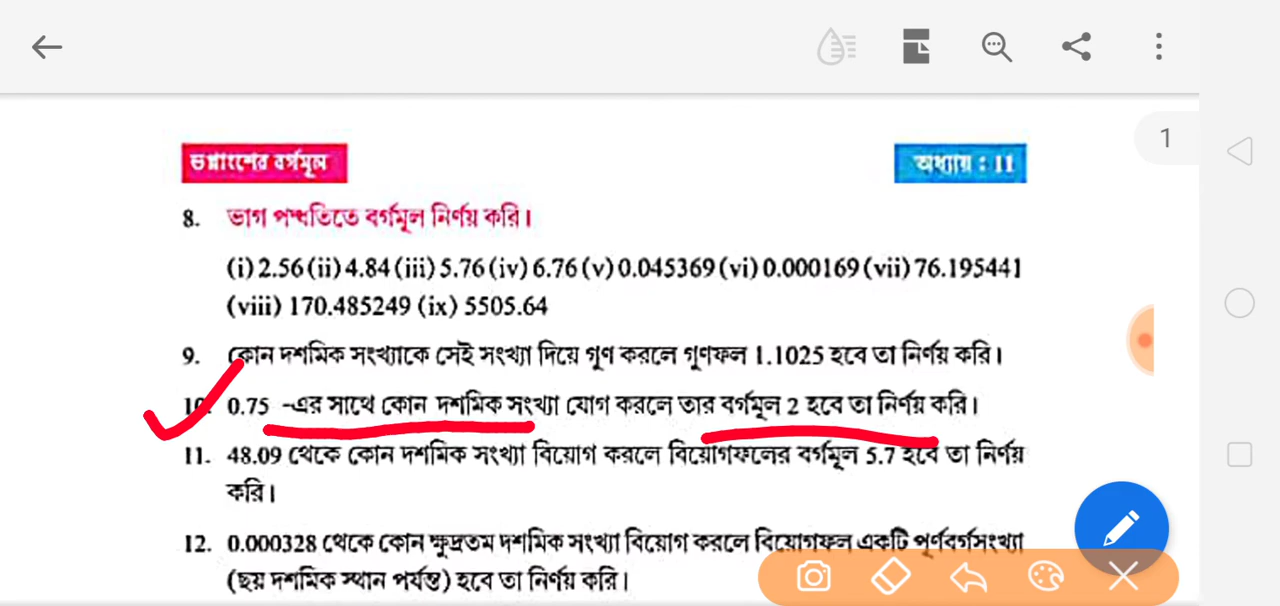 1
ভগ্নাংশের বর্গমূল
অধ্যায় : 11
8. ভাগ পদ্ধতিতে বর্গমূল নির্ণয় করি।
(i) 2.56 (ii) 4.84 (iii) 5.76 (iv) 6.76 (v) 0.045369 (vi) 0.000169 (vii) 76.195441
(viii) 170.485249 (ix) 5505.64
9. কোন দশমিক সংখ্যাকে সেই সংখ্যা দিয়ে গুণ করলে গুণফল 1.1025 হবে তা নির্ণয় করি।
10. 0.75 -এর সাথে কোন দশমিক সংখ্যা যোগ করলে তার বর্গমূল 2 হবে তা নির্ণয় করি।
11. 48.09 থেকে কোন দশমিক সংখ্যা বিয়োগ করলে বিয়োগফলের বর্গমূল 5.7 হবে তা নির্ণয়
করি।
12. 0.000328 থেকে কোন ক্ষুদ্রতম দশমিক সংখ্যা বিয়োগ করলে বিয়োগফল একটি পূর্ণবর্গসংখ্যা
(ছয় দশমিক স্থান পর্যন্ত) হবে তা নির্ণয় করি।